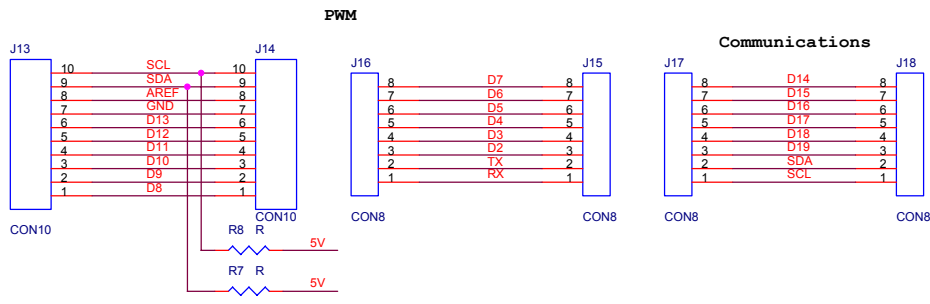 PWM
Communications
J13 J14 J16 J15 J17 J18
10 SCL 10
9 SDA 9
8 AREF 8
7 GND 7
6 D13 6
5 D12 5
4 D11 4
3 D10 3
2 D9 2
1 D8 1
CON10 CON10
8 D7 8
7 D6 7
6 D5 6
5 D4 5
4 D3 4
3 D2 3
2 TX 2
1 RX 1
CON8 CON8
8 D14 8
7 D15 7
6 D16 6
5 D17 5
4 D18 4
3 D19 3
2 SDA 2
1 SCL 1
CON8 CON8
R8 R 5V
R7 R 5V